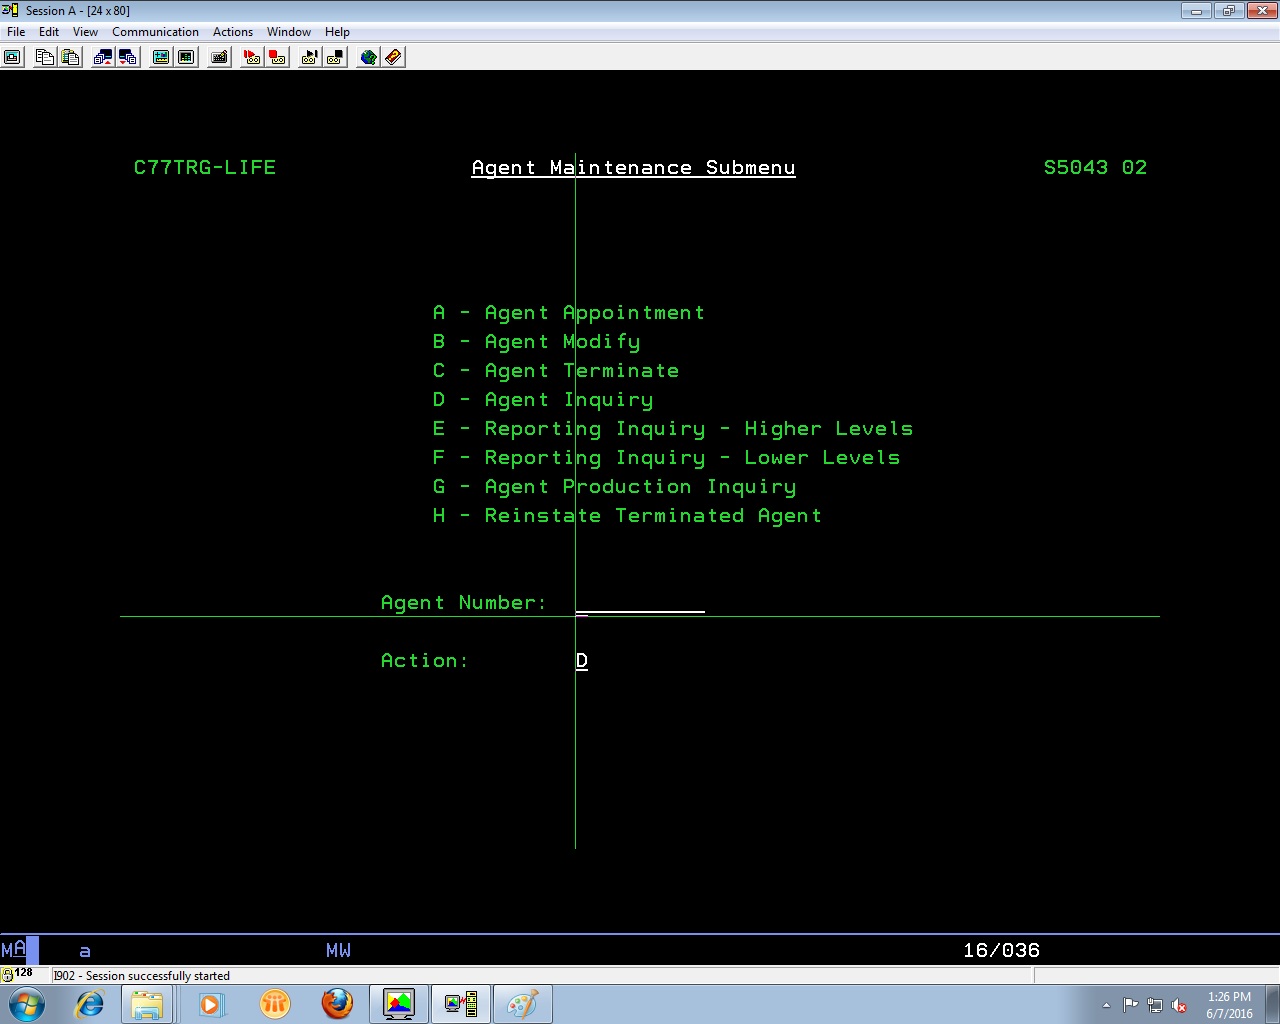 Session A - [24 x 80]
File Edit View Communication Actions Window Help
C77TRG-LIFE Agent Maintenance Submenu S5043 02
A - Agent Appointment
B - Agent Modify
C - Agent Terminate
D - Agent Inquiry
E - Reporting Inquiry - Higher Levels
F - Reporting Inquiry - Lower Levels
G - Agent Production Inquiry
H - Reinstate Terminated Agent
Agent Number:
Action: D
MA a MW 16/036
128 I902 - Session successfully started
1:26 PM
6/7/2016